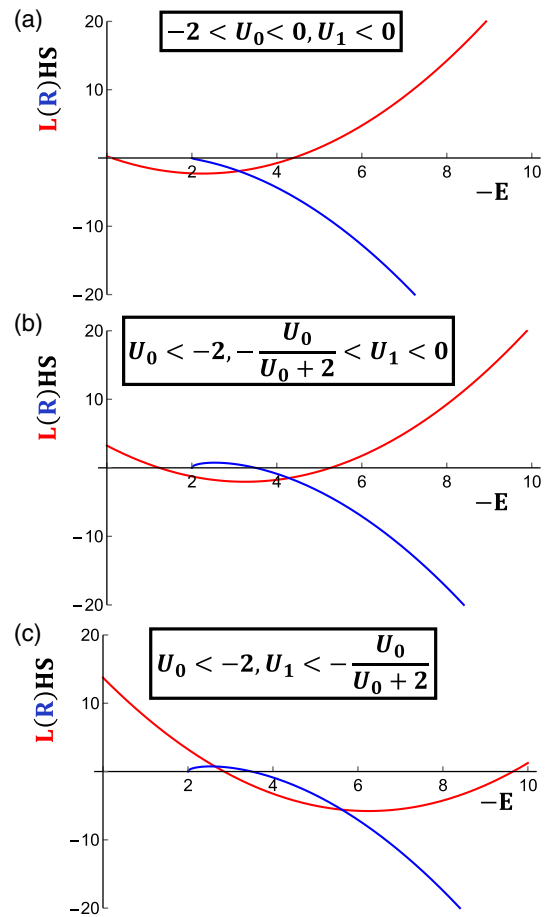 (a)
−2 < U₀< 0, U₁ < 0
L(R)HS
20
10
−10
−20
2
4
6
8
10
−E
(b)
U₀ < −2, − U₀/(U₀ + 2) < U₁ < 0
L(R)HS
20
10
−10
−20
2
4
6
8
10
−E
(c)
U₀ < −2, U₁ < − U₀/(U₀ + 2)
L(R)HS
20
10
−10
−20
2
4
6
8
10
−E